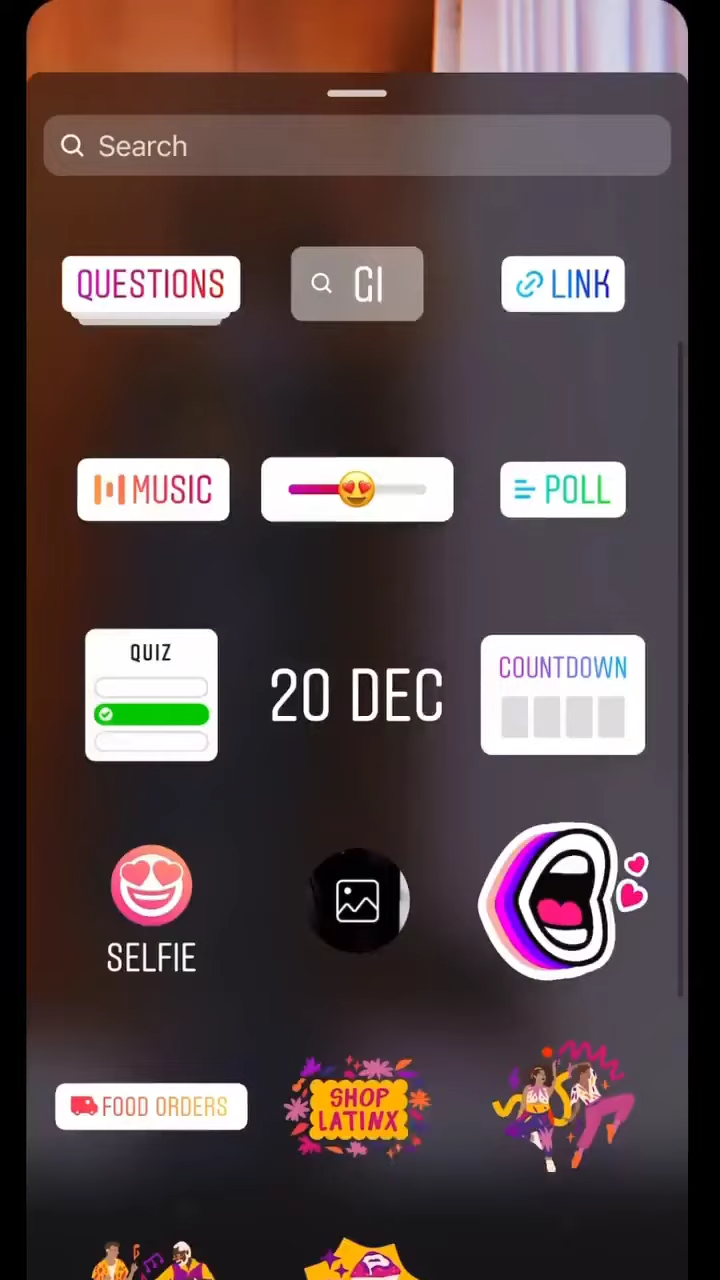 Search
QUESTIONS
GI
LINK
MUSIC
POLL
QUIZ
20 DEC
COUNTDOWN
SELFIE
FOOD ORDERS
SHOP
LATINX